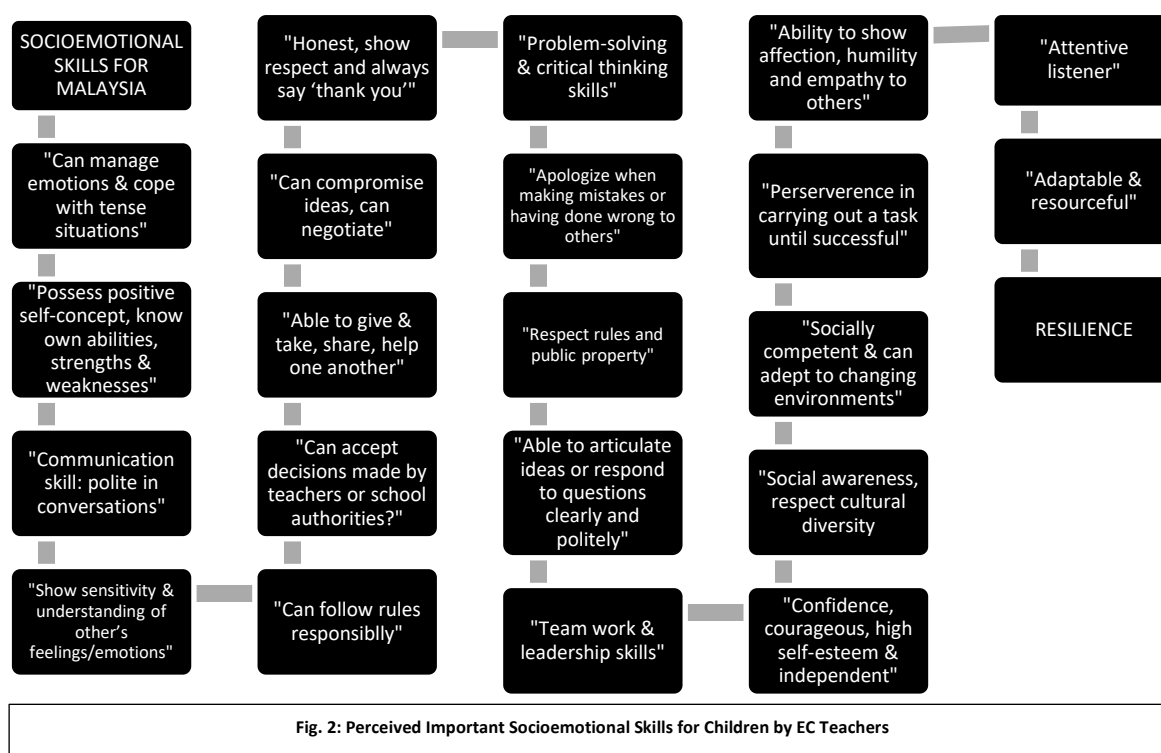 SOCIOEMOTIONAL
SKILLS FOR
MALAYSIA
"Can manage
emotions & cope
with tense
situations"
"Possess positive
self-concept, know
own abilities,
strengths &
weaknesses"
"Communication
skill: polite in
conversations"
"Show sensitivity &
understanding of
other's
feelings/emotions"
"Can follow rules
responsiblly"
"Can accept
decisions made by
teachers or school
authorities?"
"Able to give &
take, share, help
one another"
"Can compromise
ideas, can
negotiate"
"Honest, show
respect and always
say ‘thank you’"
"Problem-solving
& critical thinking
skills"
"Apologize when
making mistakes or
having done wrong to
others"
"Respect rules and
public property"
"Able to articulate
ideas or respond
to questions
clearly and
politely"
"Team work &
leadership skills"
"Confidence,
courageous, high
self-esteem &
independent"
"Social awareness,
respect cultural
diversity
"Socially
competent & can
adept to changing
environments"
"Perserverence in
carrying out a task
until successful"
"Ability to show
affection, humility
and empathy to
others"
"Attentive
listener"
"Adaptable &
resourceful"
RESILIENCE
Fig. 2: Perceived Important Socioemotional Skills for Children by EC Teachers